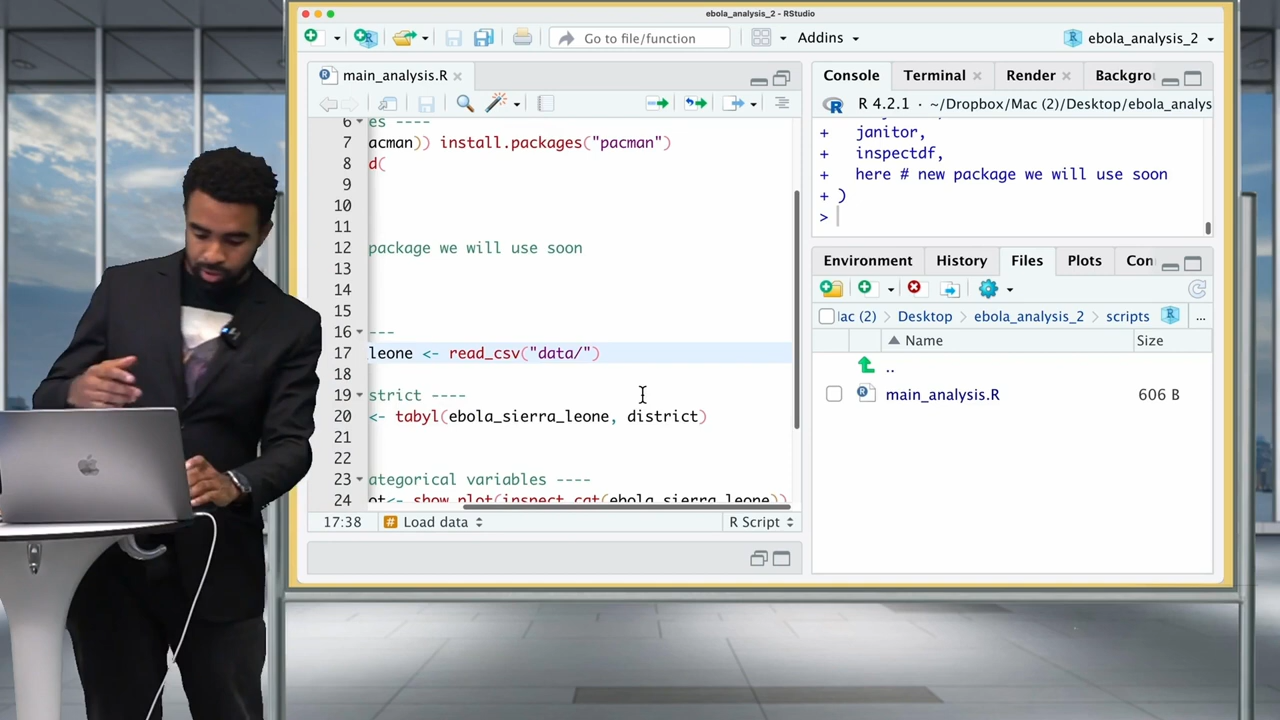 ebola_analysis_2 - RStudio
Go to file/function
Addins
ebola_analysis_2
main_analysis.R
6 es ----
7 acman)) install.packages("pacman")
8 d(
9
10
11
12 package we will use soon
13
14
15
16 ---
17 leone <- read_csv("data/")
18
19 strict ----
20 <- tabyl(ebola_sierra_leone, district)
21
22
23 ategorical variables ----
24 ot<- show_plot(inspect_cat(ebola_sierra_leone))
17:38 # Load data R Script
Console Terminal Render Backgro
R 4.2.1 · ~/Dropbox/Mac (2)/Desktop/ebola_analys
+ janitor,
+ inspectdf,
+ here # new package we will use soon
+ )
>
Environment History Files Plots Con
lac (2) Desktop ebola_analysis_2 scripts ...
Name Size
..
main_analysis.R 606 B